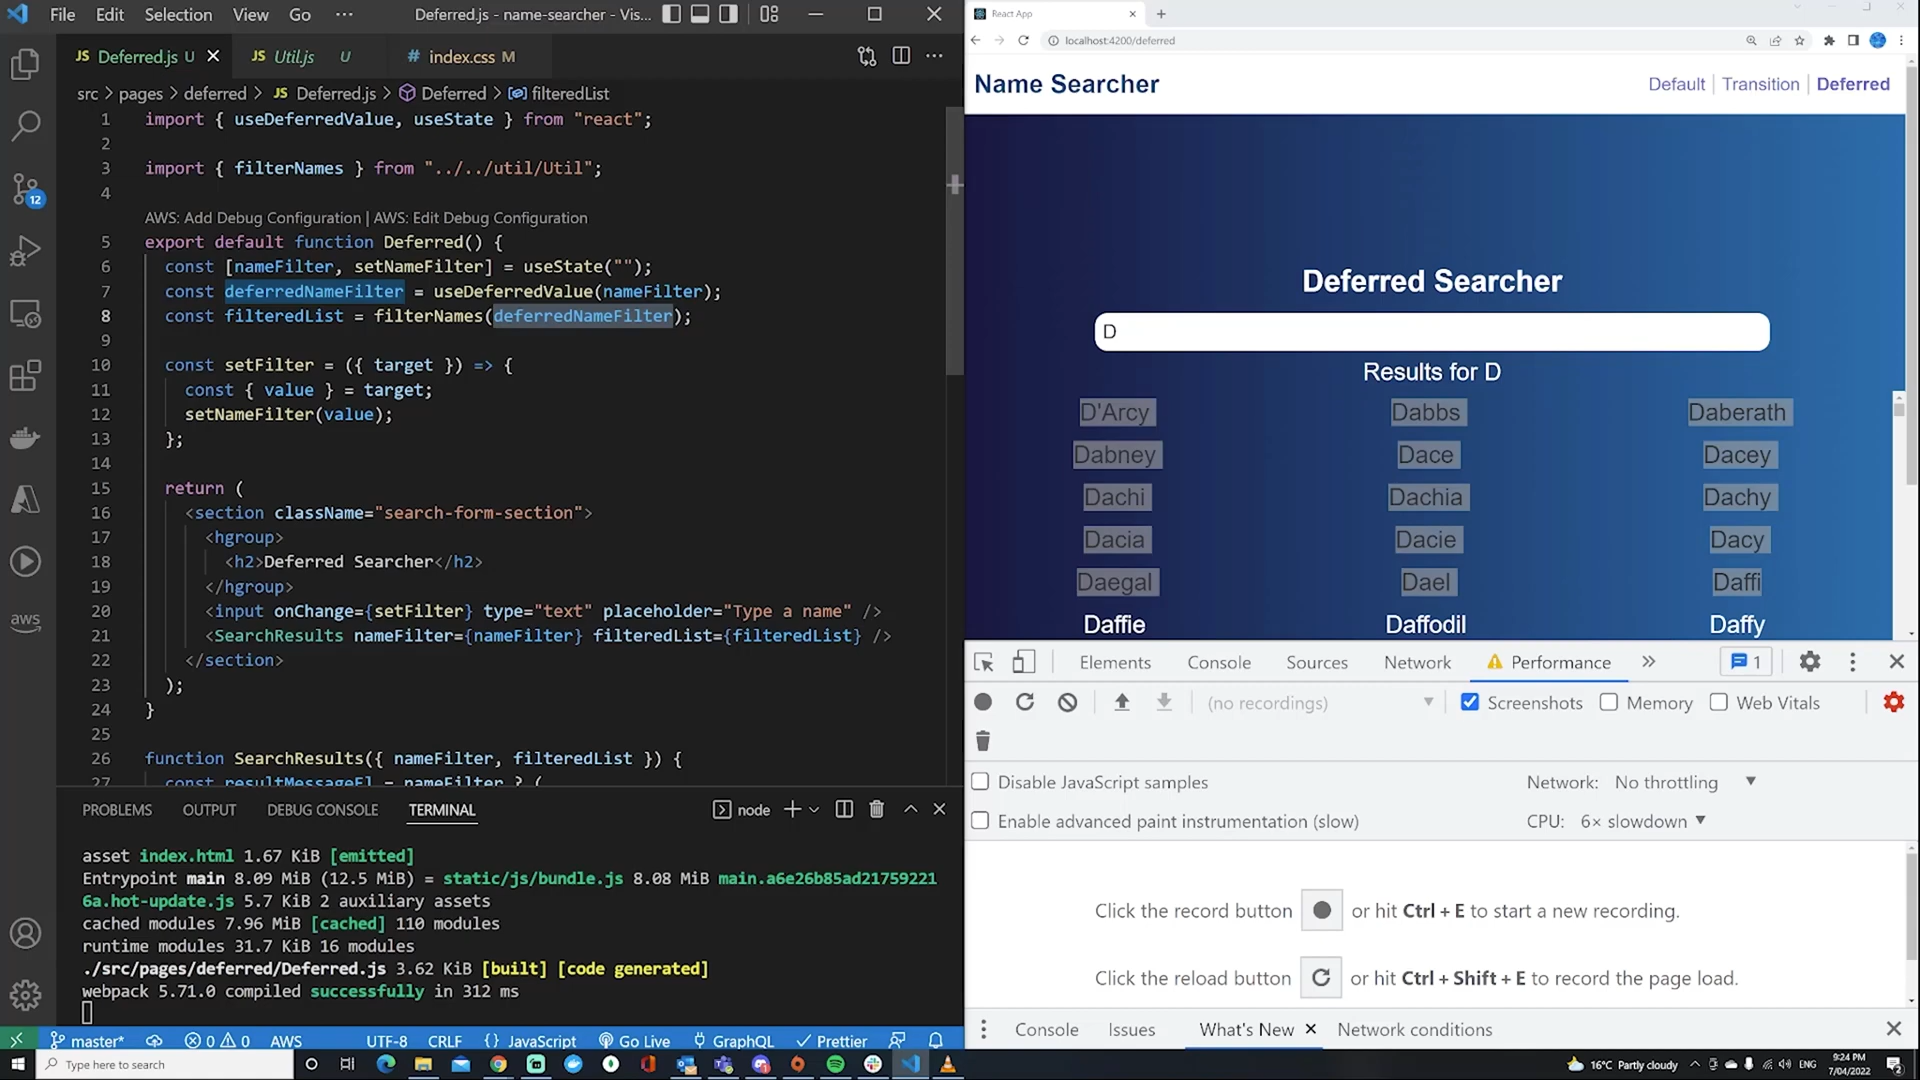 File Edit Selection View Go ··· Deferred.js - name-searcher - Vis...
JS Deferred.js U JS Util.js U # index.css M
src > pages > deferred > JS Deferred.js > Deferred > filteredList
1 import { useDeferredValue, useState } from "react";
2
3 import { filterNames } from "../../util/Util";
4
AWS: Add Debug Configuration | AWS: Edit Debug Configuration
5 export default function Deferred() {
6 const [nameFilter, setNameFilter] = useState("");
7 const deferredNameFilter = useDeferredValue(nameFilter);
8 const filteredList = filterNames(deferredNameFilter);
9
10 const setFilter = ({ target }) => {
11 const { value } = target;
12 setNameFilter(value);
13 };
14
15 return (
16 <section className="search-form-section">
17 <hgroup>
18 <h2>Deferred Searcher</h2>
19 </hgroup>
20 <input onChange={setFilter} type="text" placeholder="Type a name" />
21 <SearchResults nameFilter={nameFilter} filteredList={filteredList} />
22 </section>
23 );
24 }
25
26 function SearchResults({ nameFilter, filteredList }) {
27 const resultMessageEl = nameFilter ? (
12
aws
PROBLEMS OUTPUT DEBUG CONSOLE TERMINAL node
asset index.html 1.67 KiB [emitted]
Entrypoint main 8.09 MiB (12.5 MiB) = static/js/bundle.js 8.08 MiB main.a6e26b85ad21759221
6a.hot-update.js 5.7 KiB 2 auxiliary assets
cached modules 7.96 MiB [cached] 110 modules
runtime modules 31.7 KiB 16 modules
./src/pages/deferred/Deferred.js 3.62 KiB [built] [code generated]
webpack 5.71.0 compiled successfully in 312 ms
master* 0 0 AWS UTF-8 CRLF {} JavaScript Go Live GraphQL Prettier
React App
localhost:4200/deferred
Name Searcher Default | Transition | Deferred
Deferred Searcher
D
Results for D
D'Arcy Dabbs Daberath
Dabney Dace Dacey
Dachi Dachia Dachy
Dacia Dacie Dacy
Daegal Dael Daffi
Daffie Daffodil Daffy
Elements Console Sources Network Performance » 1
(no recordings) Screenshots Memory Web Vitals
Disable JavaScript samples Network: No throttling
Enable advanced paint instrumentation (slow) CPU: 6× slowdown
Click the record button or hit Ctrl + E to start a new recording.
Click the reload button or hit Ctrl + Shift + E to record the page load.
Console Issues What's New Network conditions
Type here to search 16°C Partly cloudy ENG 9:24 PM
7/04/2022 2